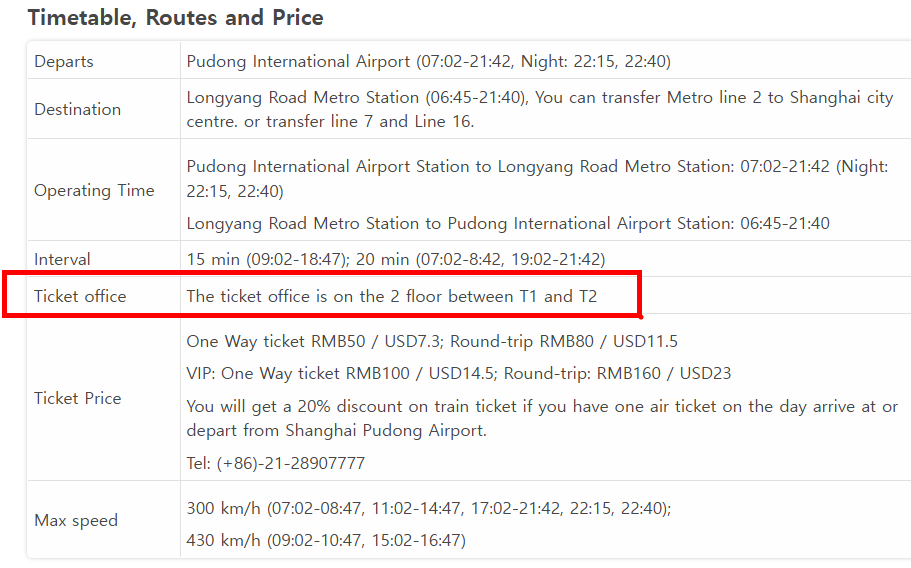 Timetable, Routes and Price
Departs
Pudong International Airport (07:02-21:42, Night: 22:15, 22:40)
Destination
Longyang Road Metro Station (06:45-21:40), You can transfer Metro line 2 to Shanghai city
centre. or transfer line 7 and Line 16.
Operating Time
Pudong International Airport Station to Longyang Road Metro Station: 07:02-21:42 (Night:
22:15, 22:40)
Longyang Road Metro Station to Pudong International Airport Station: 06:45-21:40
Interval
15 min (09:02-18:47); 20 min (07:02-8:42, 19:02-21:42)
Ticket office
The ticket office is on the 2 floor between T1 and T2
Ticket Price
One Way ticket RMB50 / USD7.3; Round-trip RMB80 / USD11.5
VIP: One Way ticket RMB100 / USD14.5; Round-trip: RMB160 / USD23
You will get a 20% discount on train ticket if you have one air ticket on the day arrive at or
depart from Shanghai Pudong Airport.
Tel: (+86)-21-28907777
Max speed
300 km/h (07:02-08:47, 11:02-14:47, 17:02-21:42, 22:15, 22:40);
430 km/h (09:02-10:47, 15:02-16:47)